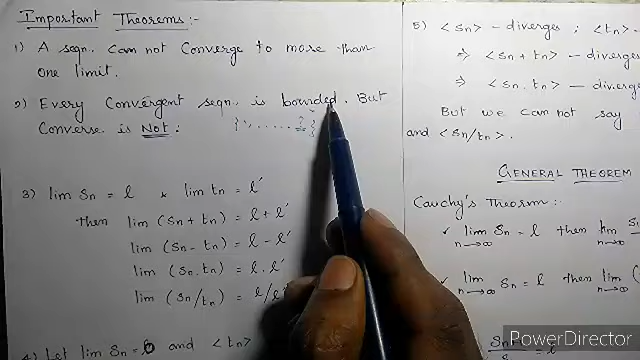 Important Theorems:-
1) A seqn. can not Converge to more than
one limit.
2) Every Convergent seqn. is bounded. But
Converse is Not.
3) lim Sn = l * lim tn = l'
then lim (Sn + tn) = l + l'
lim (Sn - tn) = l - l'
lim (Sn. tn) = l . l'
lim (Sn/tn) = l/l'
4) Let lim Sn = 0 and <tn>
5) <Sn> - diverges ; <tn> -
⇒ <Sn + tn> - diverges
⇒ <Sn . tn> - diverges
But we can not say
and <Sn/tn>.
GENERAL THEOREM
Cauchy's Theorem:-
✓ lim n→∞ Sn = l then lim n→∞
✓ lim n→∞ Sn = l then lim n→∞ (
= l
PowerDirector